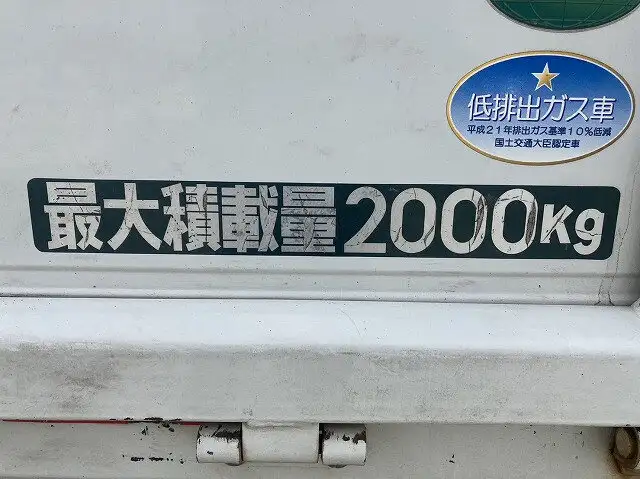 低排出ガス車
平成21年排出ガス基準10%低減
国土交通大臣認定車
最大積載量2000Kg